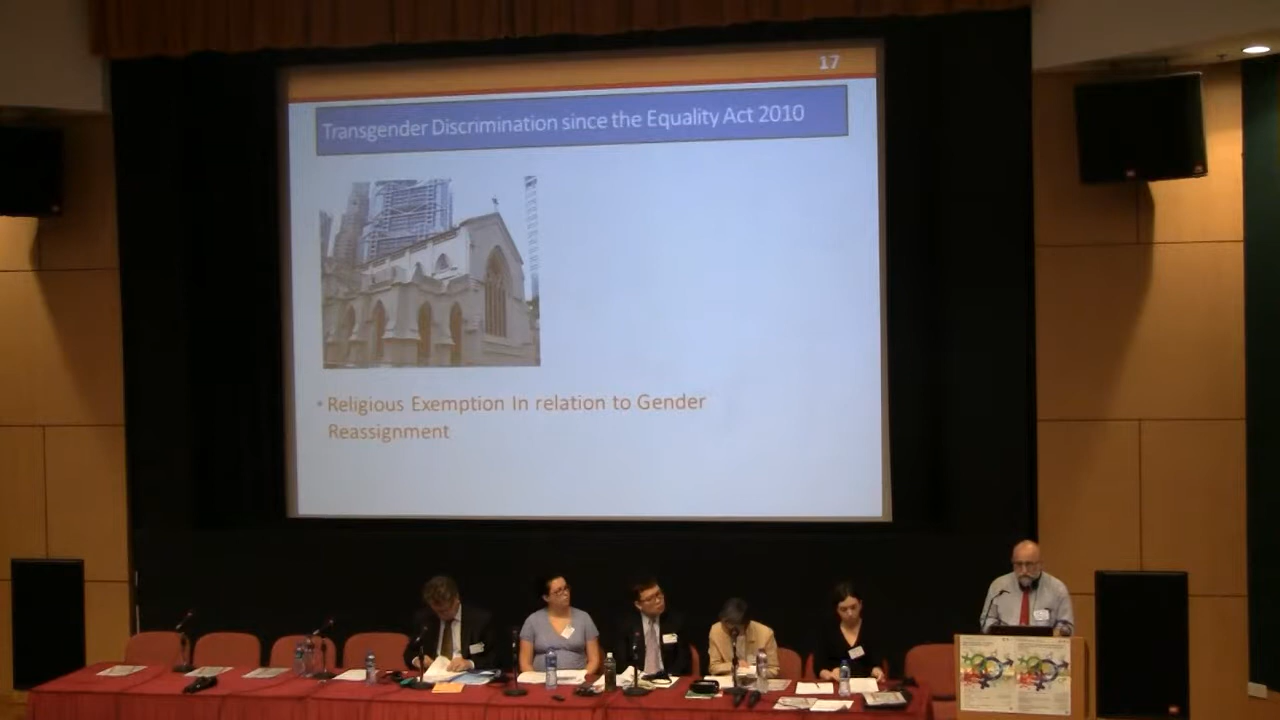 17
Transgender Discrimination since the Equality Act 2010
• Religious Exemption In relation to Gender
Reassignment